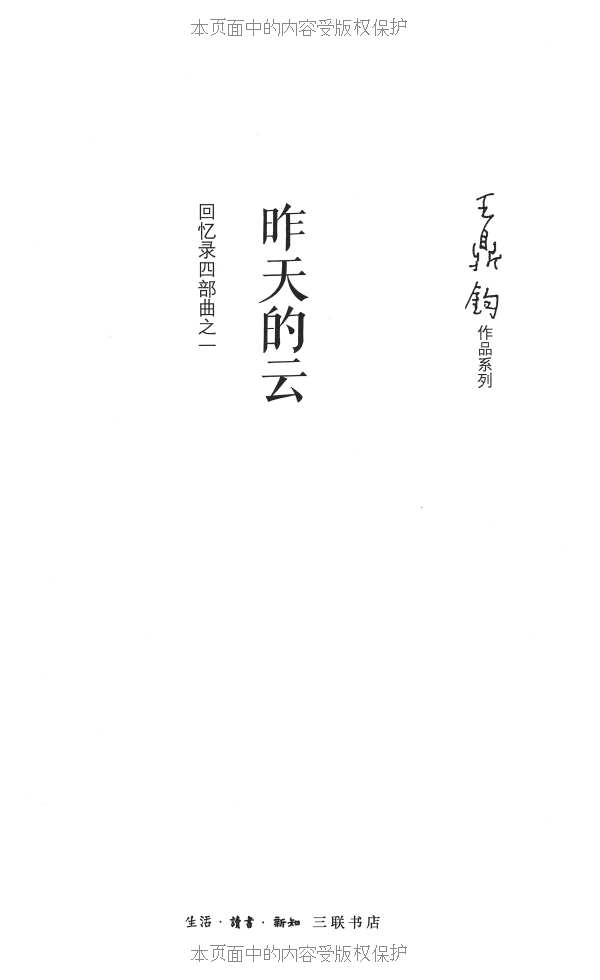 本页面中的内容受版权保护
王鼎钧
作品系列
昨天的云
回忆录四部曲之一
生活·讀書·新知 三联书店
本页面中的内容受版权保护